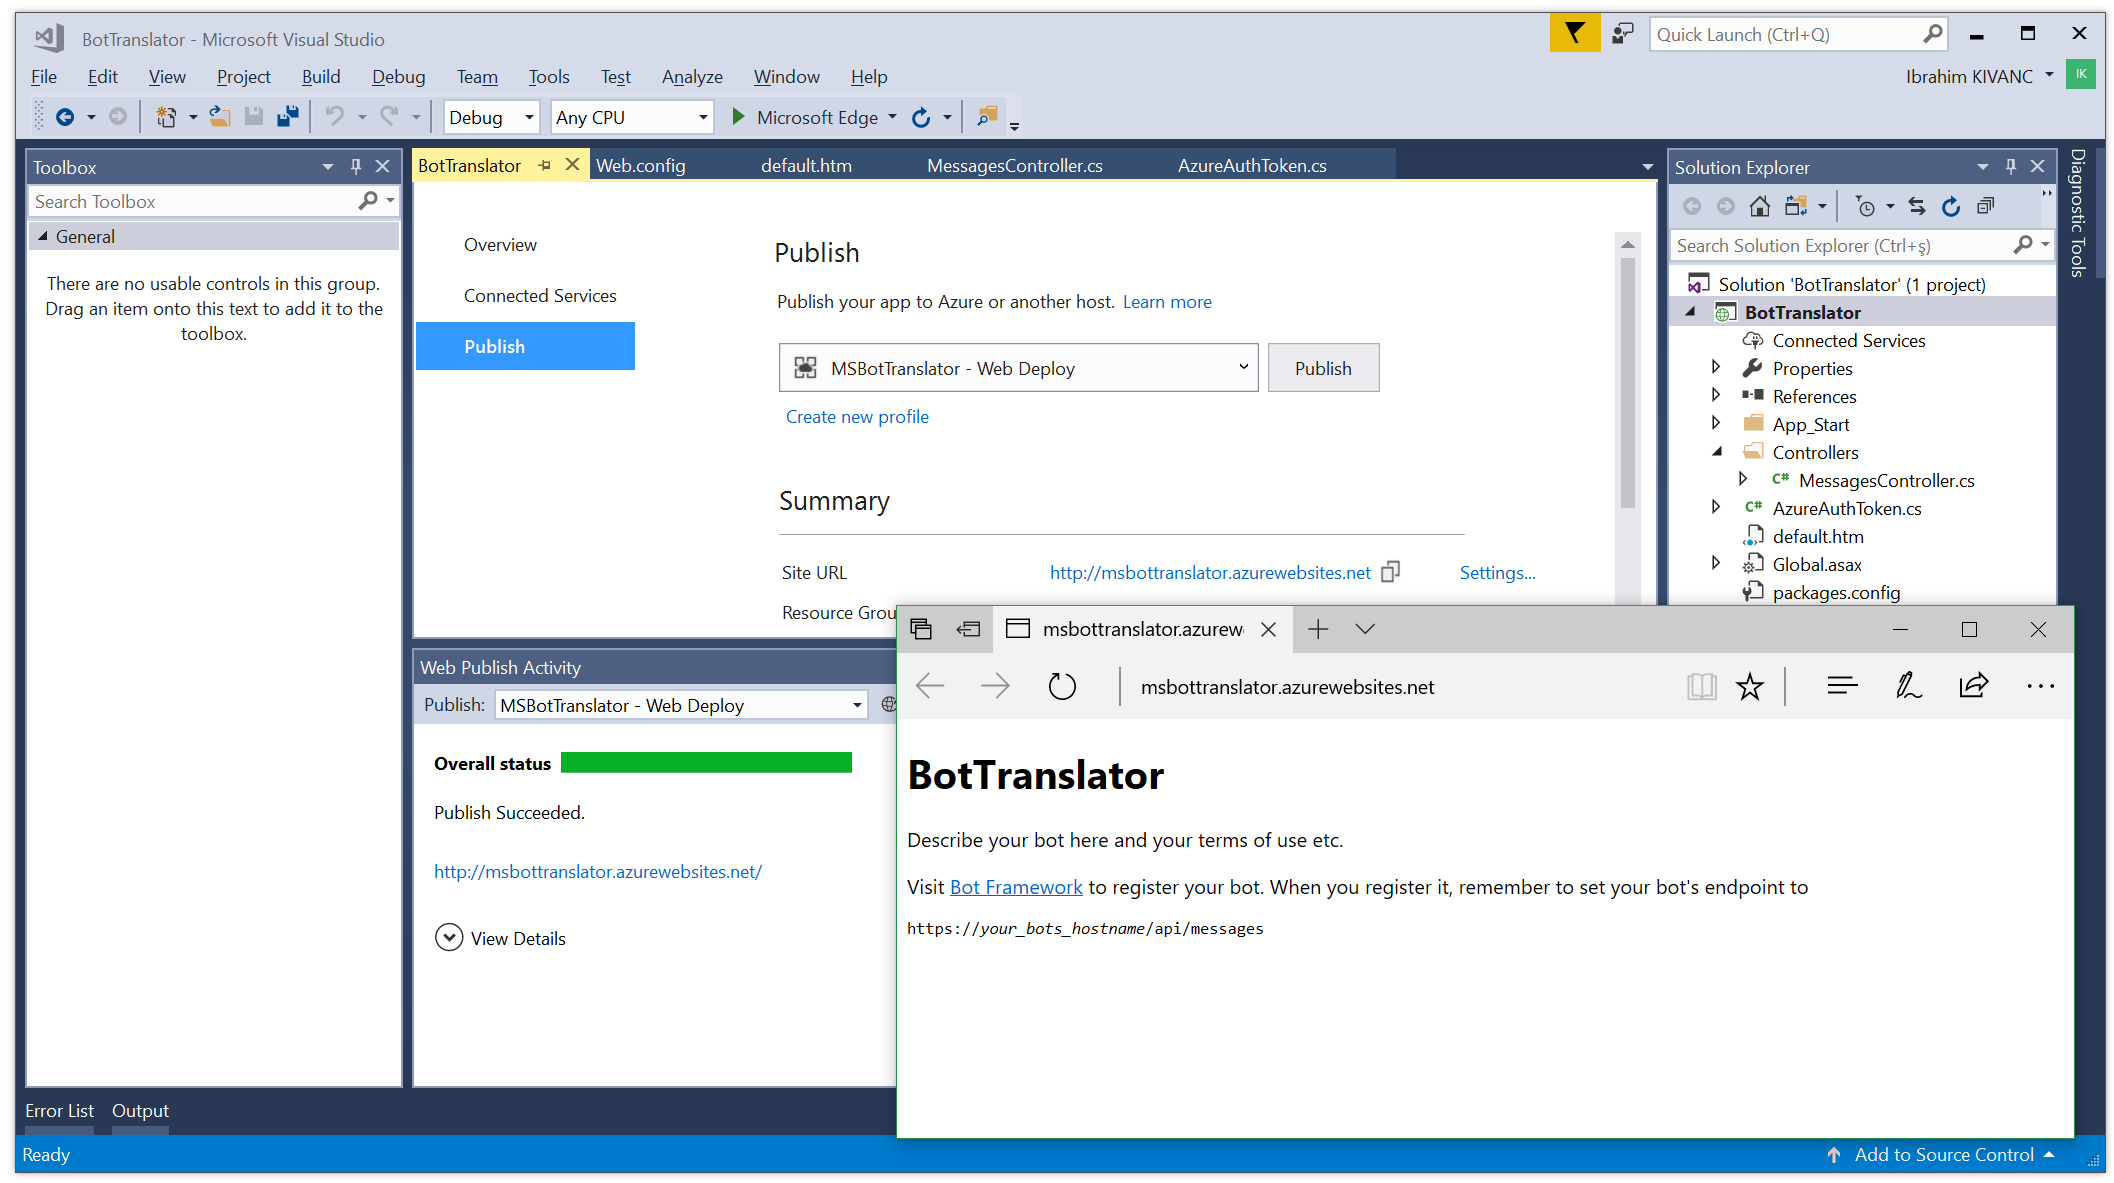 BotTranslator - Microsoft Visual Studio
Quick Launch (Ctrl+Q)
File Edit View Project Build Debug Team Tools Test Analyze Window Help
Ibrahim KIVANC
IK
Debug Any CPU Microsoft Edge
Toolbox
Search Toolbox
General
There are no usable controls in this group.
Drag an item onto this text to add it to the
toolbox.
BotTranslator Web.config default.htm MessagesController.cs AzureAuthToken.cs
Overview
Connected Services
Publish
Publish
Publish your app to Azure or another host. Learn more
MSBotTranslator - Web Deploy
Publish
Create new profile
Summary
Site URL http://msbottranslator.azurewebsites.net Settings...
Resource Grou
Solution Explorer
Search Solution Explorer (Ctrl+ş)
Solution 'BotTranslator' (1 project)
BotTranslator
Connected Services
Properties
References
App_Start
Controllers
C# MessagesController.cs
C# AzureAuthToken.cs
default.htm
Global.asax
packages.config
Diagnostic Tools
Web Publish Activity
Publish: MSBotTranslator - Web Deploy
Overall status
Publish Succeeded.
http://msbottranslator.azurewebsites.net/
View Details
msbottranslator.azurew
msbottranslator.azurewebsites.net
BotTranslator
Describe your bot here and your terms of use etc.
Visit Bot Framework to register your bot. When you register it, remember to set your bot's endpoint to
https://your_bots_hostname/api/messages
Error List Output
Ready
Add to Source Control